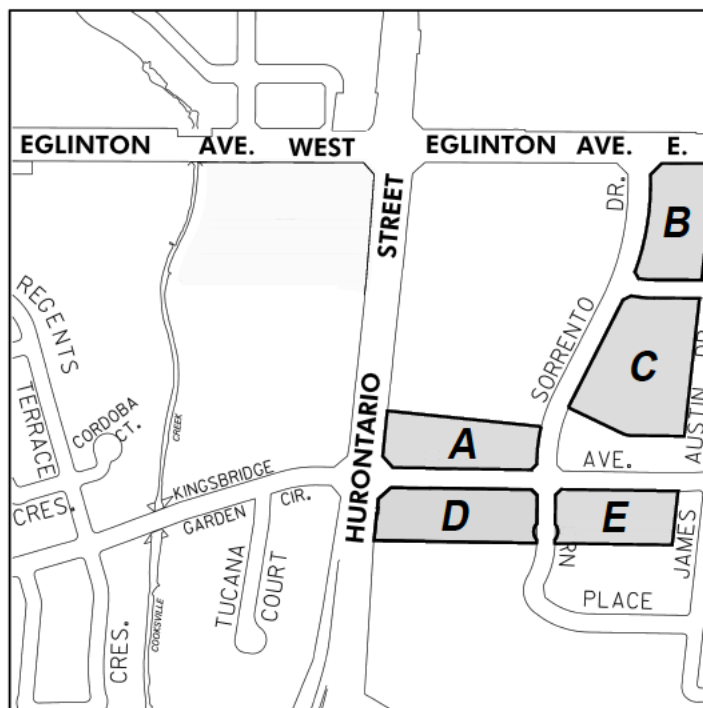 EGLINTON AVE. WEST
EGLINTON AVE. E.
STREET
HURONTARIO
DR.
SORRENTO
B
C
A
D
E
AVE.
AUSTIN
JAMES
PLACE
REGENTS
TERRACE
CRES.
CORDOBA
CT.
CREEK
KINGSBRIDGE
GARDEN
CIR.
TUCANA
COURT
COOKSVILLE
CRES.